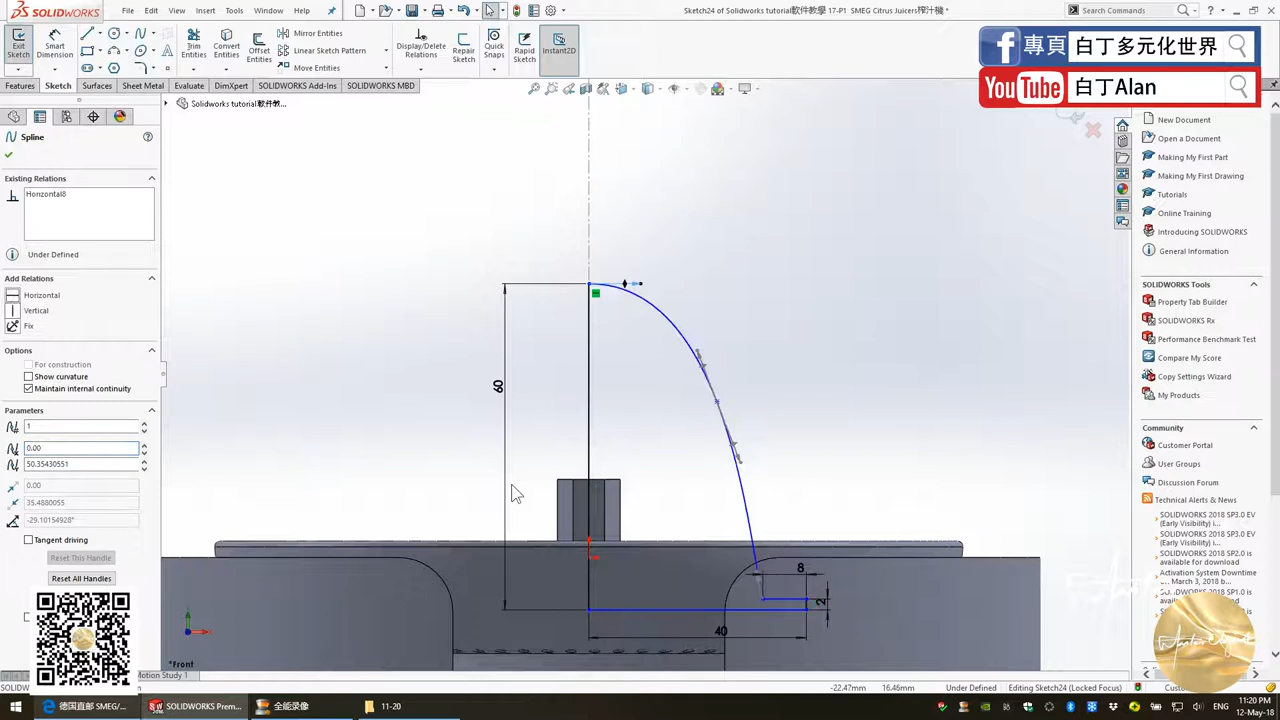 SOLIDWORKS
File Edit View Insert Tools Window Help
Sketch24 of Solidworks tutorial軟件教學 17-P1 SMEG Citrus Juicers榨汁機 *
Search Commands
Exit Sketch
Smart Dimension
Trim Entities
Convert Entities
Offset Entities
Mirror Entities
Linear Sketch Pattern
Move Entities
Display/Delete Relations
Repair Sketch
Quick Snaps
Rapid Sketch
Instant2D
專頁 白丁多元化世界
YouTube 白丁Alan
Features Sketch Surfaces Sheet Metal Evaluate DimXpert SOLIDWORKS Add-Ins SOLIDWORKS MBD
Solidworks tutorial軟件教...
Spline
Existing Relations
Horizontal8
Under Defined
Add Relations
Horizontal
Vertical
Fix
Options
For construction
Show curvature
Maintain internal continuity
Parameters
1
0.00
50.35430551
0.00
35.4880055
-29.10154928°
Tangent driving
Reset This Handle
Reset All Handles
60
8
2
40
*Front
Motion Study 1
New Document
Open a Document
Making My First Part
Making My First Drawing
Tutorials
Online Training
Introducing SOLIDWORKS
General Information
SOLIDWORKS Tools
Property Tab Builder
SOLIDWORKS Rx
Performance Benchmark Test
Compare My Score
Copy Settings Wizard
My Products
Community
Customer Portal
User Groups
Discussion Forum
Technical Alerts & News
SOLIDWORKS 2018 SP3.0 EV
(Early Visibility) i...
SOLIDWORKS 2018 SP3.0 EV
(Early Visibility) i...
SOLIDWORKS 2018 SP2.0 is
available for download
Activation System Downtime
-22.47mm 16.46mm Under Defined Editing Sketch24 (Locked Focus)
德国直邮 SMEG/... SOLIDWORKS Prem... 全能录像 11-20
ENG 11:20 PM
12-May-18